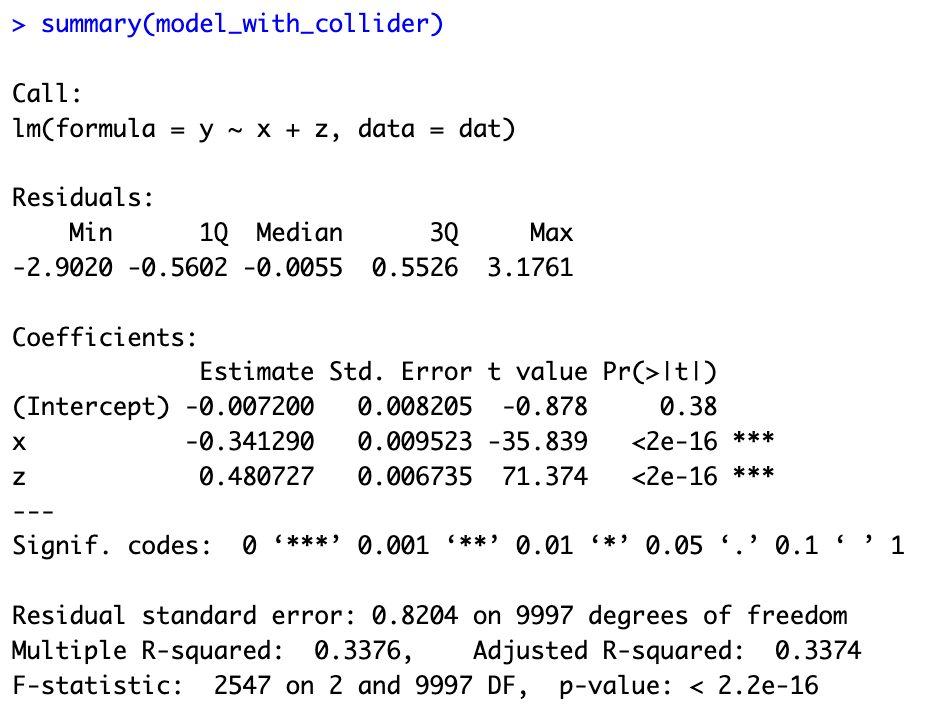 > summary(model_with_collider)

Call:
lm(formula = y ~ x + z, data = dat)

Residuals:
    Min      1Q  Median      3Q     Max
-2.9020 -0.5602 -0.0055  0.5526  3.1761

Coefficients:
             Estimate Std. Error t value Pr(>|t|)
(Intercept) -0.007200   0.008205  -0.878     0.38
x           -0.341290   0.009523 -35.839   <2e-16 ***
z            0.480727   0.006735  71.374   <2e-16 ***
---
Signif. codes:  0 ‘***’ 0.001 ‘**’ 0.01 ‘*’ 0.05 ‘.’ 0.1 ‘ ’ 1

Residual standard error: 0.8204 on 9997 degrees of freedom
Multiple R-squared:  0.3376,    Adjusted R-squared:  0.3374
F-statistic:  2547 on 2 and 9997 DF,  p-value: < 2.2e-16